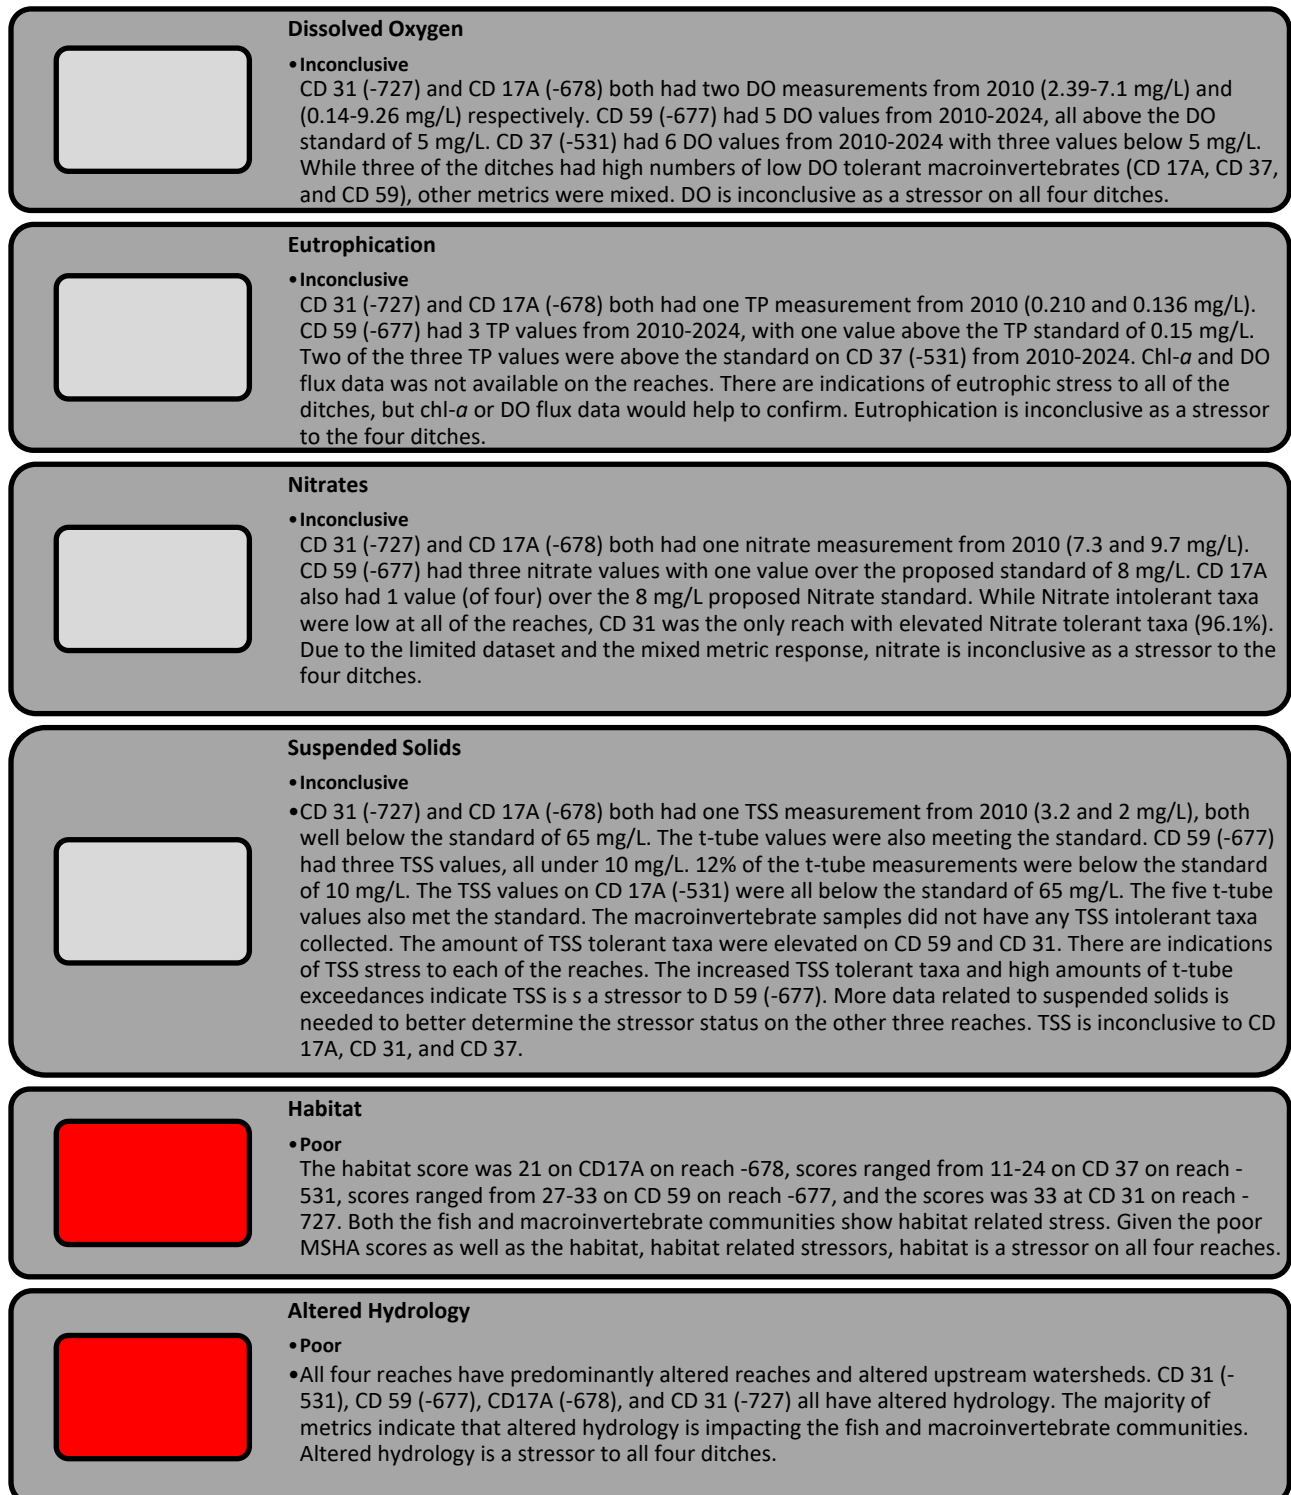 Dissolved Oxygen
•Inconclusive
CD 31 (-727) and CD 17A (-678) both had two DO measurements from 2010 (2.39-7.1 mg/L) and
(0.14-9.26 mg/L) respectively. CD 59 (-677) had 5 DO values from 2010-2024, all above the DO
standard of 5 mg/L. CD 37 (-531) had 6 DO values from 2010-2024 with three values below 5 mg/L.
While three of the ditches had high numbers of low DO tolerant macroinvertebrates (CD 17A, CD 37,
and CD 59), other metrics were mixed. DO is inconclusive as a stressor on all four ditches.
Eutrophication
•Inconclusive
CD 31 (-727) and CD 17A (-678) both had one TP measurement from 2010 (0.210 and 0.136 mg/L).
CD 59 (-677) had 3 TP values from 2010-2024, with one value above the TP standard of 0.15 mg/L.
Two of the three TP values were above the standard on CD 37 (-531) from 2010-2024. Chl-a and DO
flux data was not available on the reaches. There are indications of eutrophic stress to all of the
ditches, but chl-a or DO flux data would help to confirm. Eutrophication is inconclusive as a stressor
to the four ditches.
Nitrates
•Inconclusive
CD 31 (-727) and CD 17A (-678) both had one nitrate measurement from 2010 (7.3 and 9.7 mg/L).
CD 59 (-677) had three nitrate values with one value over the proposed standard of 8 mg/L. CD 17A
also had 1 value (of four) over the 8 mg/L proposed Nitrate standard. While Nitrate intolerant taxa
were low at all of the reaches, CD 31 was the only reach with elevated Nitrate tolerant taxa (96.1%).
Due to the limited dataset and the mixed metric response, nitrate is inconclusive as a stressor to the
four ditches.
Suspended Solids
•Inconclusive
•CD 31 (-727) and CD 17A (-678) both had one TSS measurement from 2010 (3.2 and 2 mg/L), both
well below the standard of 65 mg/L. The t-tube values were also meeting the standard. CD 59 (-677)
had three TSS values, all under 10 mg/L. 12% of the t-tube measurements were below the standard
of 10 mg/L. The TSS values on CD 17A (-531) were all below the standard of 65 mg/L. The five t-tube
values also met the standard. The macroinvertebrate samples did not have any TSS intolerant taxa
collected. The amount of TSS tolerant taxa were elevated on CD 59 and CD 31. There are indications
of TSS stress to each of the reaches. The increased TSS tolerant taxa and high amounts of t-tube
exceedances indicate TSS is s a stressor to D 59 (-677). More data related to suspended solids is
needed to better determine the stressor status on the other three reaches. TSS is inconclusive to CD
17A, CD 31, and CD 37.
Habitat
•Poor
The habitat score was 21 on CD17A on reach -678, scores ranged from 11-24 on CD 37 on reach -
531, scores ranged from 27-33 on CD 59 on reach -677, and the scores was 33 at CD 31 on reach -
727. Both the fish and macroinvertebrate communities show habitat related stress. Given the poor
MSHA scores as well as the habitat, habitat related stressors, habitat is a stressor on all four reaches.
Altered Hydrology
•Poor
•All four reaches have predominantly altered reaches and altered upstream watersheds. CD 31 (-
531), CD 59 (-677), CD17A (-678), and CD 31 (-727) all have altered hydrology. The majority of
metrics indicate that altered hydrology is impacting the fish and macroinvertebrate communities.
Altered hydrology is a stressor to all four ditches.